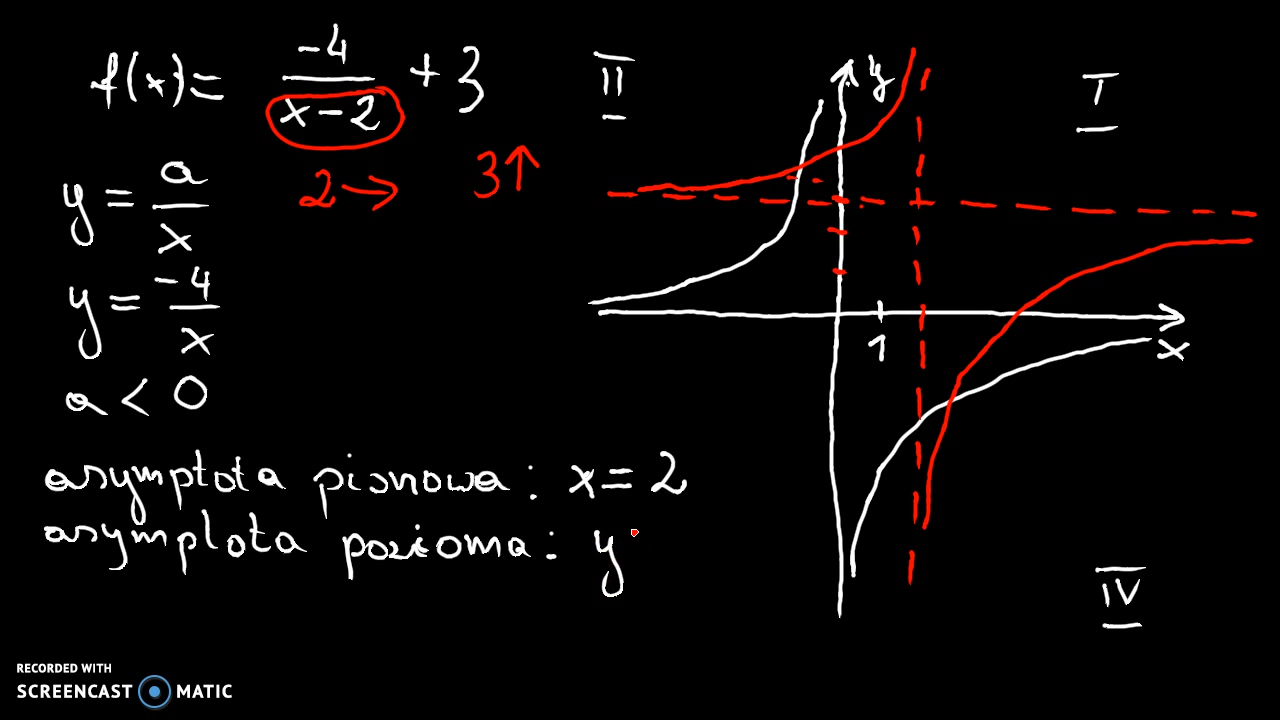 f(x) = -4/(x-2) + 3
2 → 3↑
y = a/x
y = -4/x
a < 0
asymptota pionowa: x = 2
asymptota pozioma: y
II
y
I
1
x
IV
RECORDED WITH
SCREENCAST MATIC